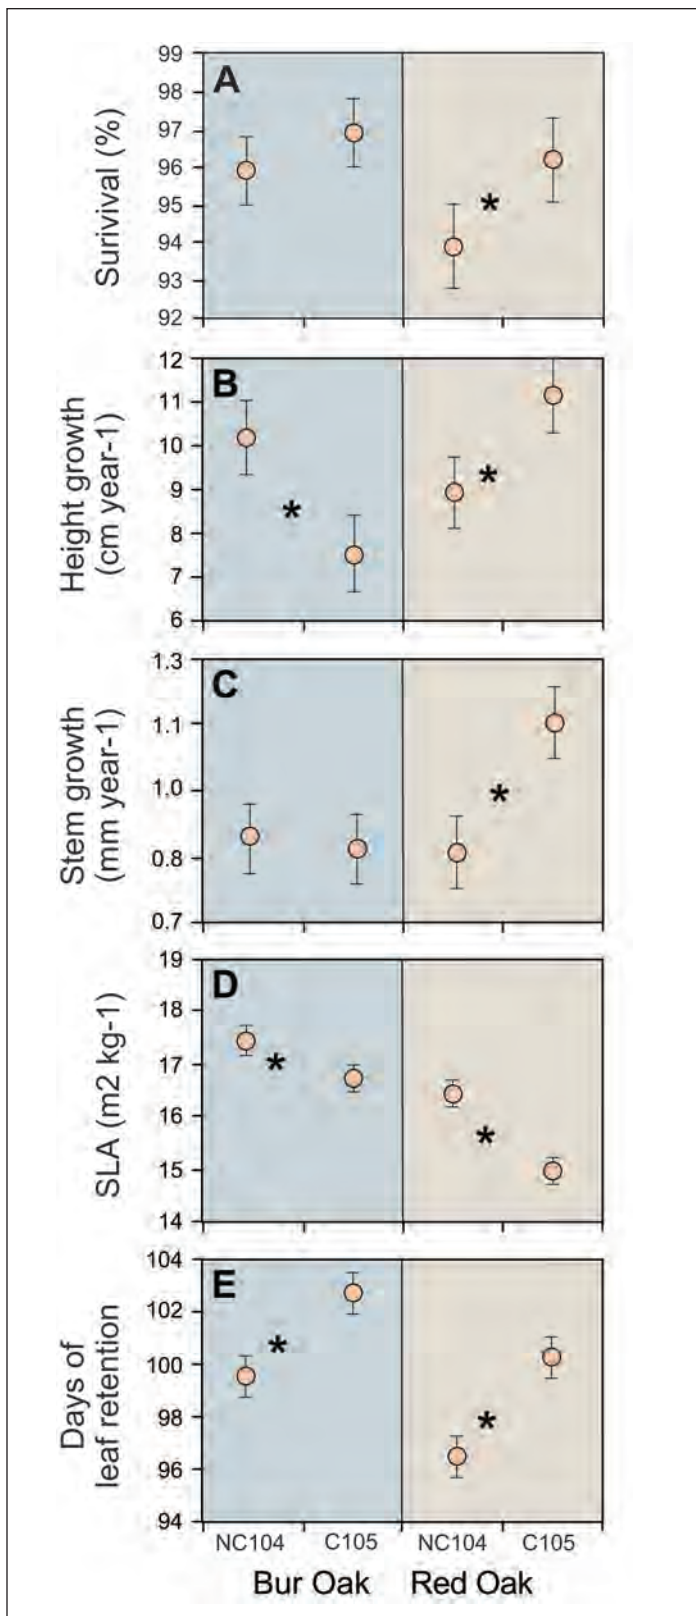 A
Surivival (%)
99
98
97
96
95
94
93
92
*
B
Height growth
(cm year-1)
12
11
10
9
8
7
6
*
*
C
Stem growth
(mm year-1)
1.3
1.1
1.0
0.8
0.7
*
D
SLA (m2 kg-1)
19
18
17
16
15
14
*
*
E
Days of
leaf retention
104
102
100
98
96
94
*
*
NC104 C105 NC104 C105
Bur Oak Red Oak